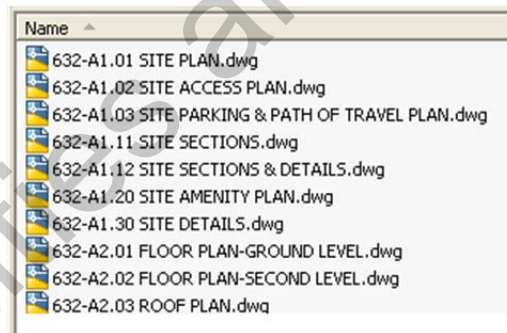 Name
632-A1.01 SITE PLAN.dwg
632-A1.02 SITE ACCESS PLAN.dwg
632-A1.03 SITE PARKING & PATH OF TRAVEL PLAN.dwg
632-A1.11 SITE SECTIONS.dwg
632-A1.12 SITE SECTIONS & DETAILS.dwg
632-A1.20 SITE AMENITY PLAN.dwg
632-A1.30 SITE DETAILS.dwg
632-A2.01 FLOOR PLAN-GROUND LEVEL.dwg
632-A2.02 FLOOR PLAN-SECOND LEVEL.dwg
632-A2.03 ROOF PLAN.dwg